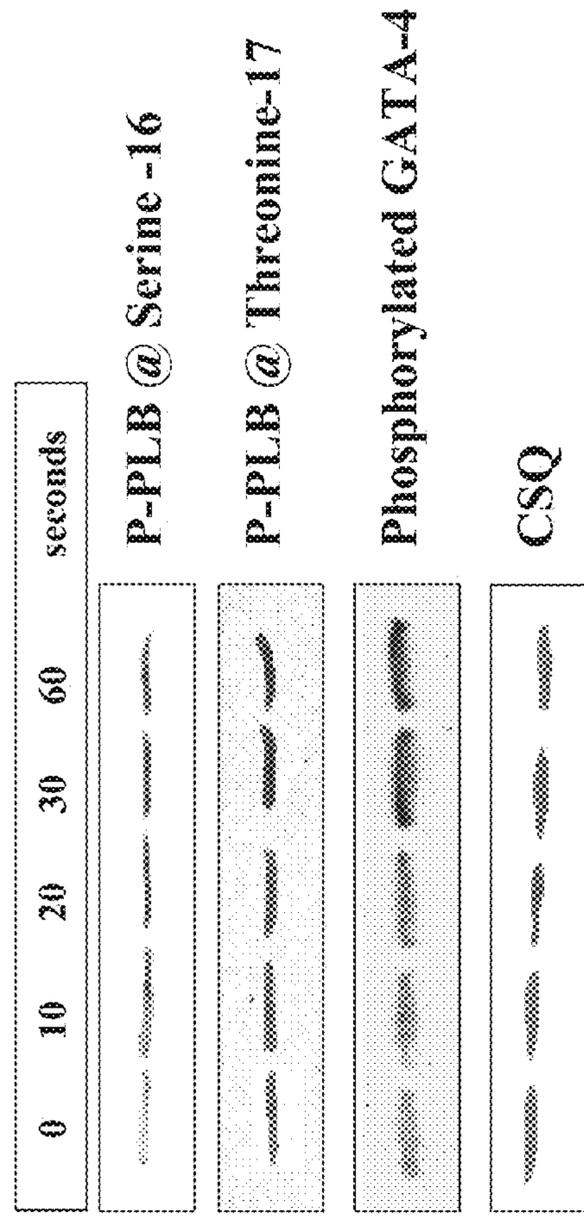 0 10 20 30 60 seconds
P-PLB @ Serine -16
P-PLB @ Threonine-17
Phosphorylated GATA-4
CSQ